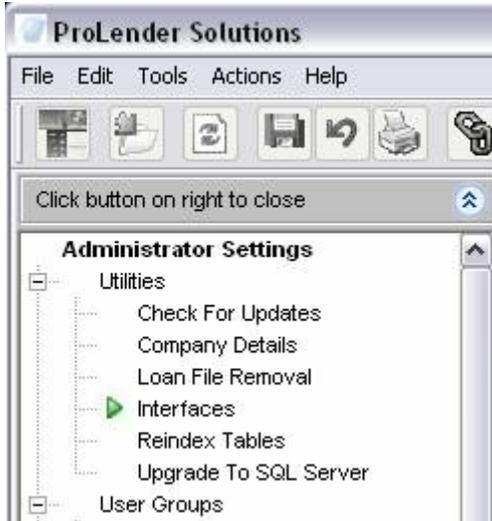 ProLender Solutions
File Edit Tools Actions Help
Click button on right to close
Administrator Settings
Utilities
Check For Updates
Company Details
Loan File Removal
Interfaces
Reindex Tables
Upgrade To SQL Server
User Groups